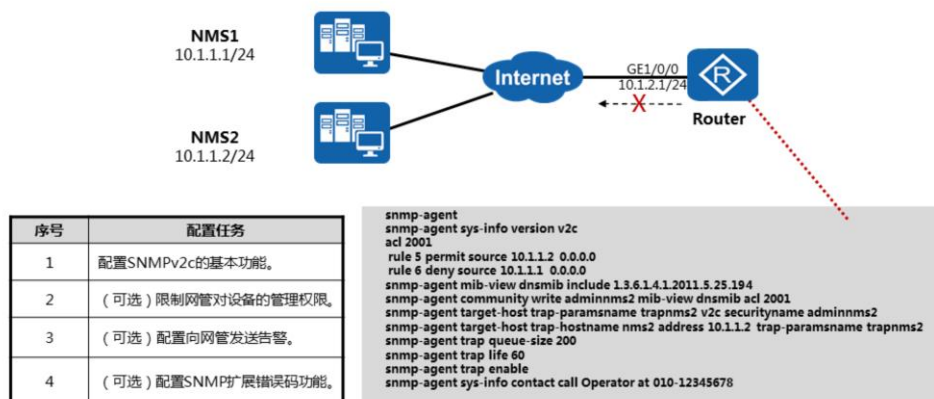 NMS1
10.1.1.1/24
Internet
GE1/0/0
10.1.2.1/24
R
X
Router
NMS2
10.1.1.2/24
序号 配置任务
1 配置SNMPv2c的基本功能。
2 （可选）限制网管对设备的管理权限。
3 （可选）配置向网管发送告警。
4 （可选）配置SNMP扩展错误码功能。
snmp-agent
snmp-agent sys-info version v2c
acl 2001
rule 5 permit source 10.1.1.2 0.0.0.0
rule 6 deny source 10.1.1.1 0.0.0.0
snmp-agent mib-view dnsmib include 1.3.6.1.4.1.2011.5.25.194
snmp-agent community write adminnms2 mib-view dnsmib acl 2001
snmp-agent target-host trap-paramsname trapnms2 v2c securityname adminnms2
snmp-agent target-host trap-hostname nms2 address 10.1.1.2 trap-paramsname trapnms2
snmp-agent trap queue-size 200
snmp-agent trap life 60
snmp-agent trap enable
snmp-agent sys-info contact call Operator at 010-12345678